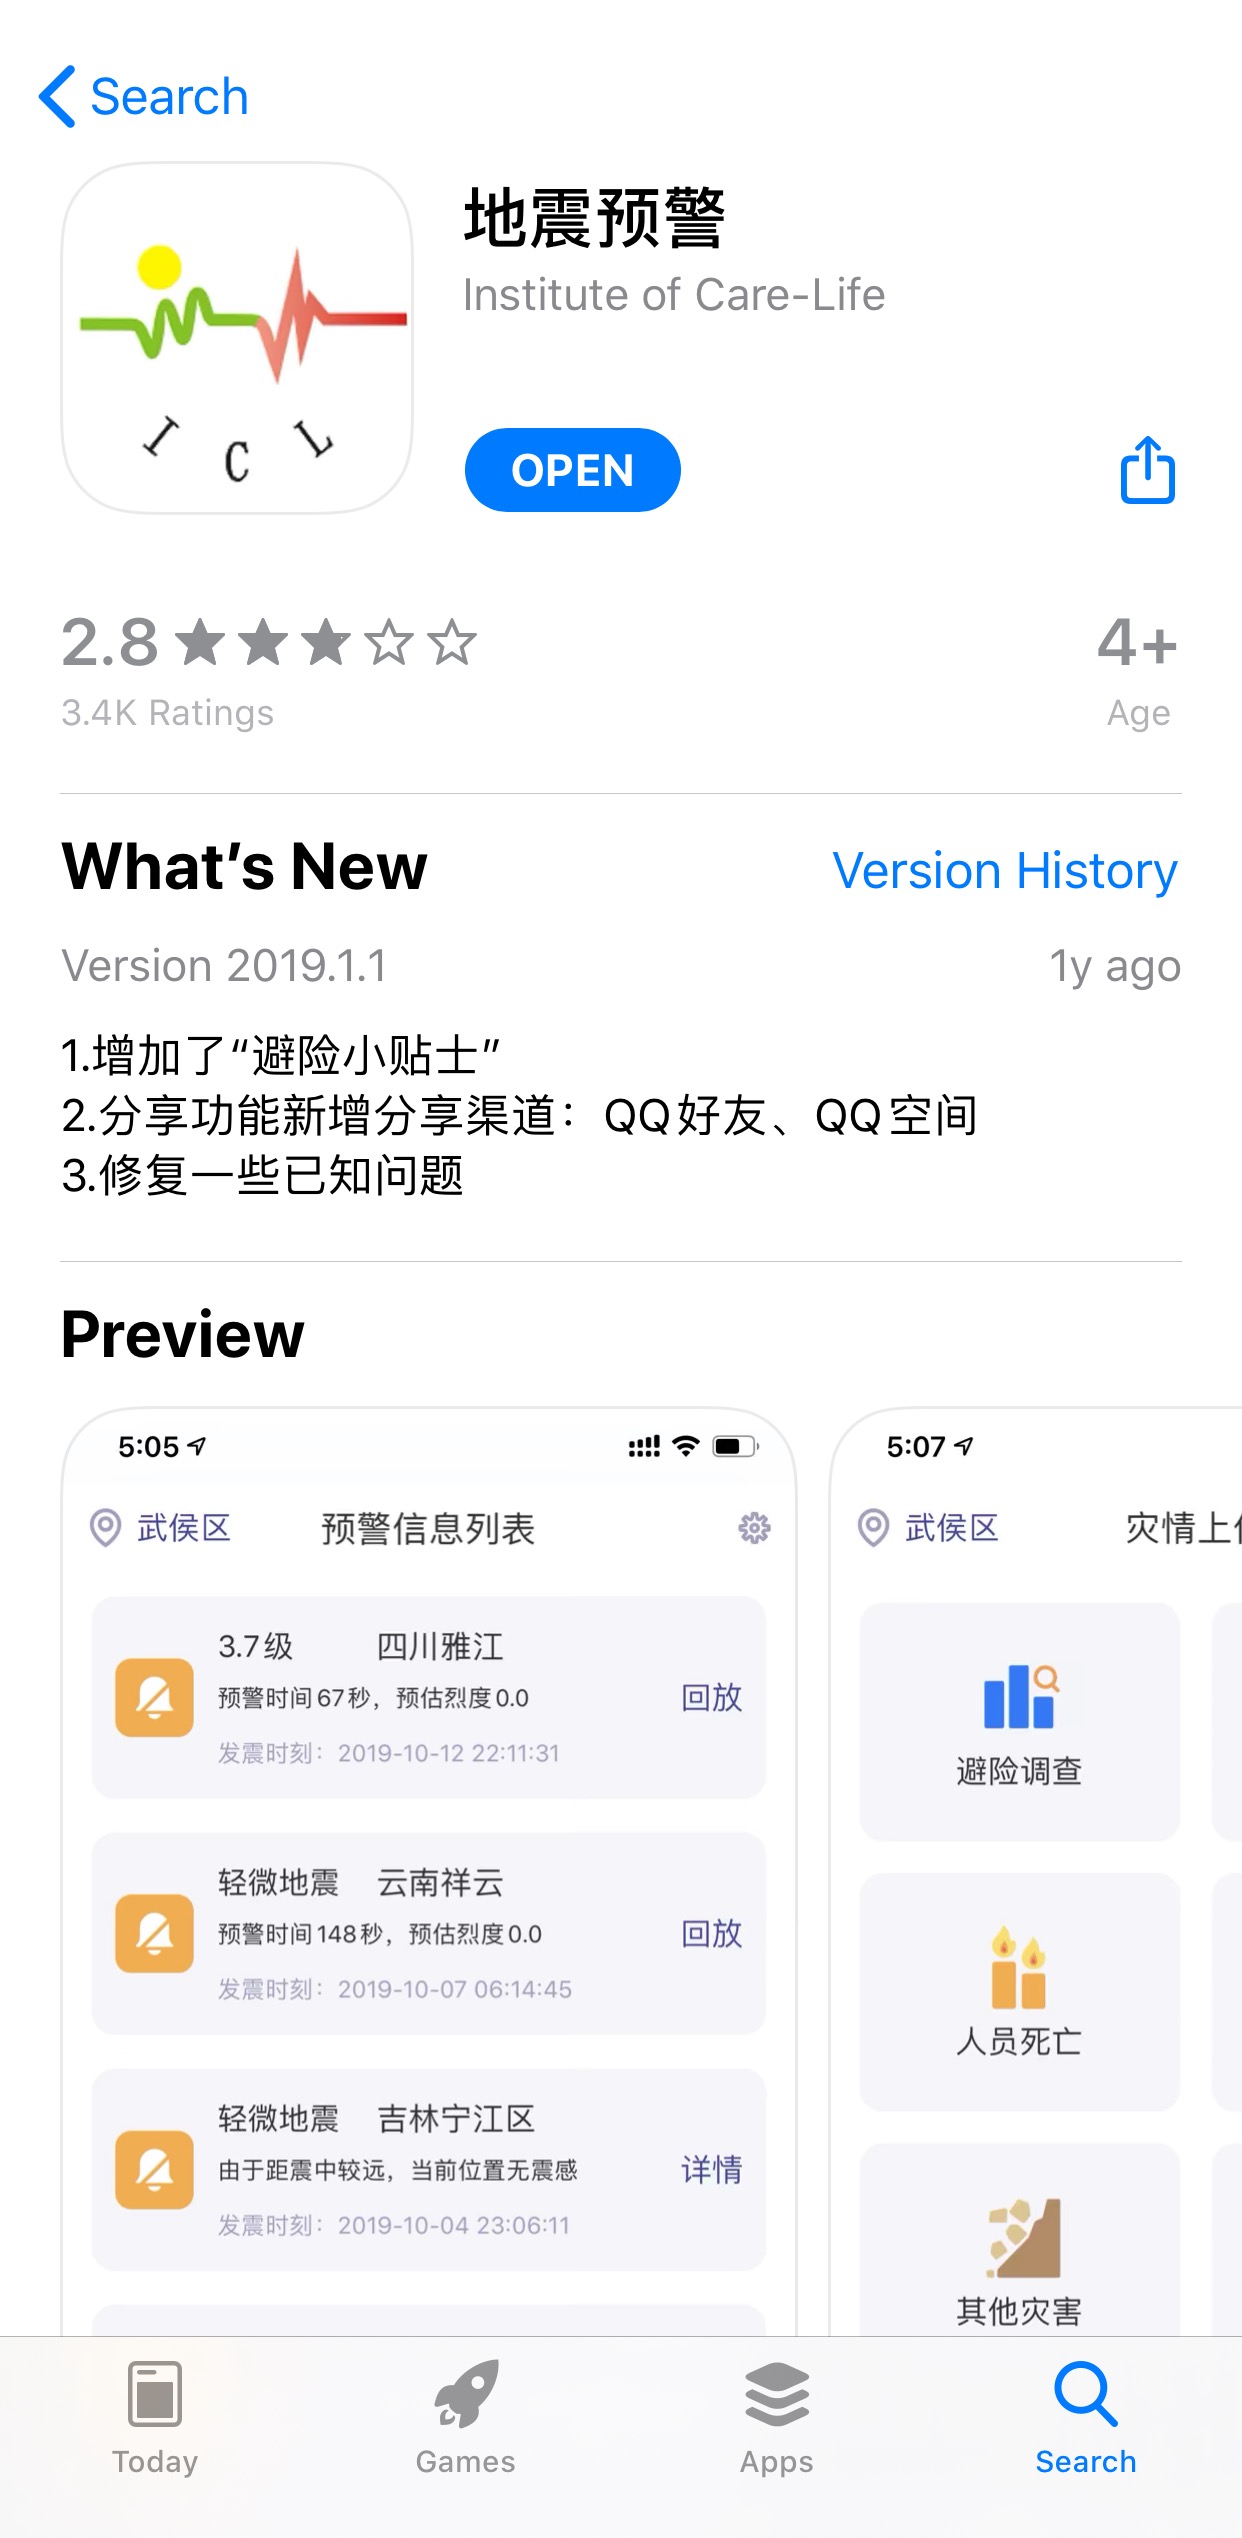 Search
地震预警
Institute of Care-Life
I C L
OPEN
2.8
4+
3.4K Ratings
Age
What's New
Version History
Version 2019.1.1
1y ago
1.增加了“避险小贴士”
2.分享功能新增分享渠道：QQ好友、QQ空间
3.修复一些已知问题
Preview
5:05
武侯区
预警信息列表
3.7级 四川雅江
预警时间67秒，预估烈度0.0
回放
发震时刻：2019-10-12 22:11:31
轻微地震 云南祥云
预警时间148秒，预估烈度0.0
回放
发震时刻：2019-10-07 06:14:45
轻微地震 吉林宁江区
由于距震中较远，当前位置无震感
详情
发震时刻：2019-10-04 23:06:11
5:07
武侯区
灾情上
避险调查
人员死亡
其他灾害
Today
Games
Apps
Search